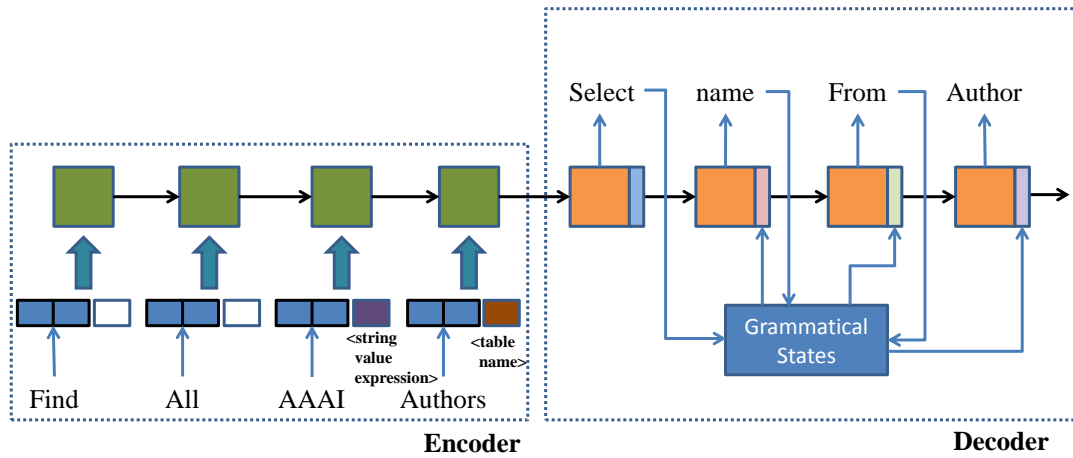 Select name From Author
Grammatical
States
<string
value
expression>
<table
name>
Find All AAAI Authors
Encoder
Decoder